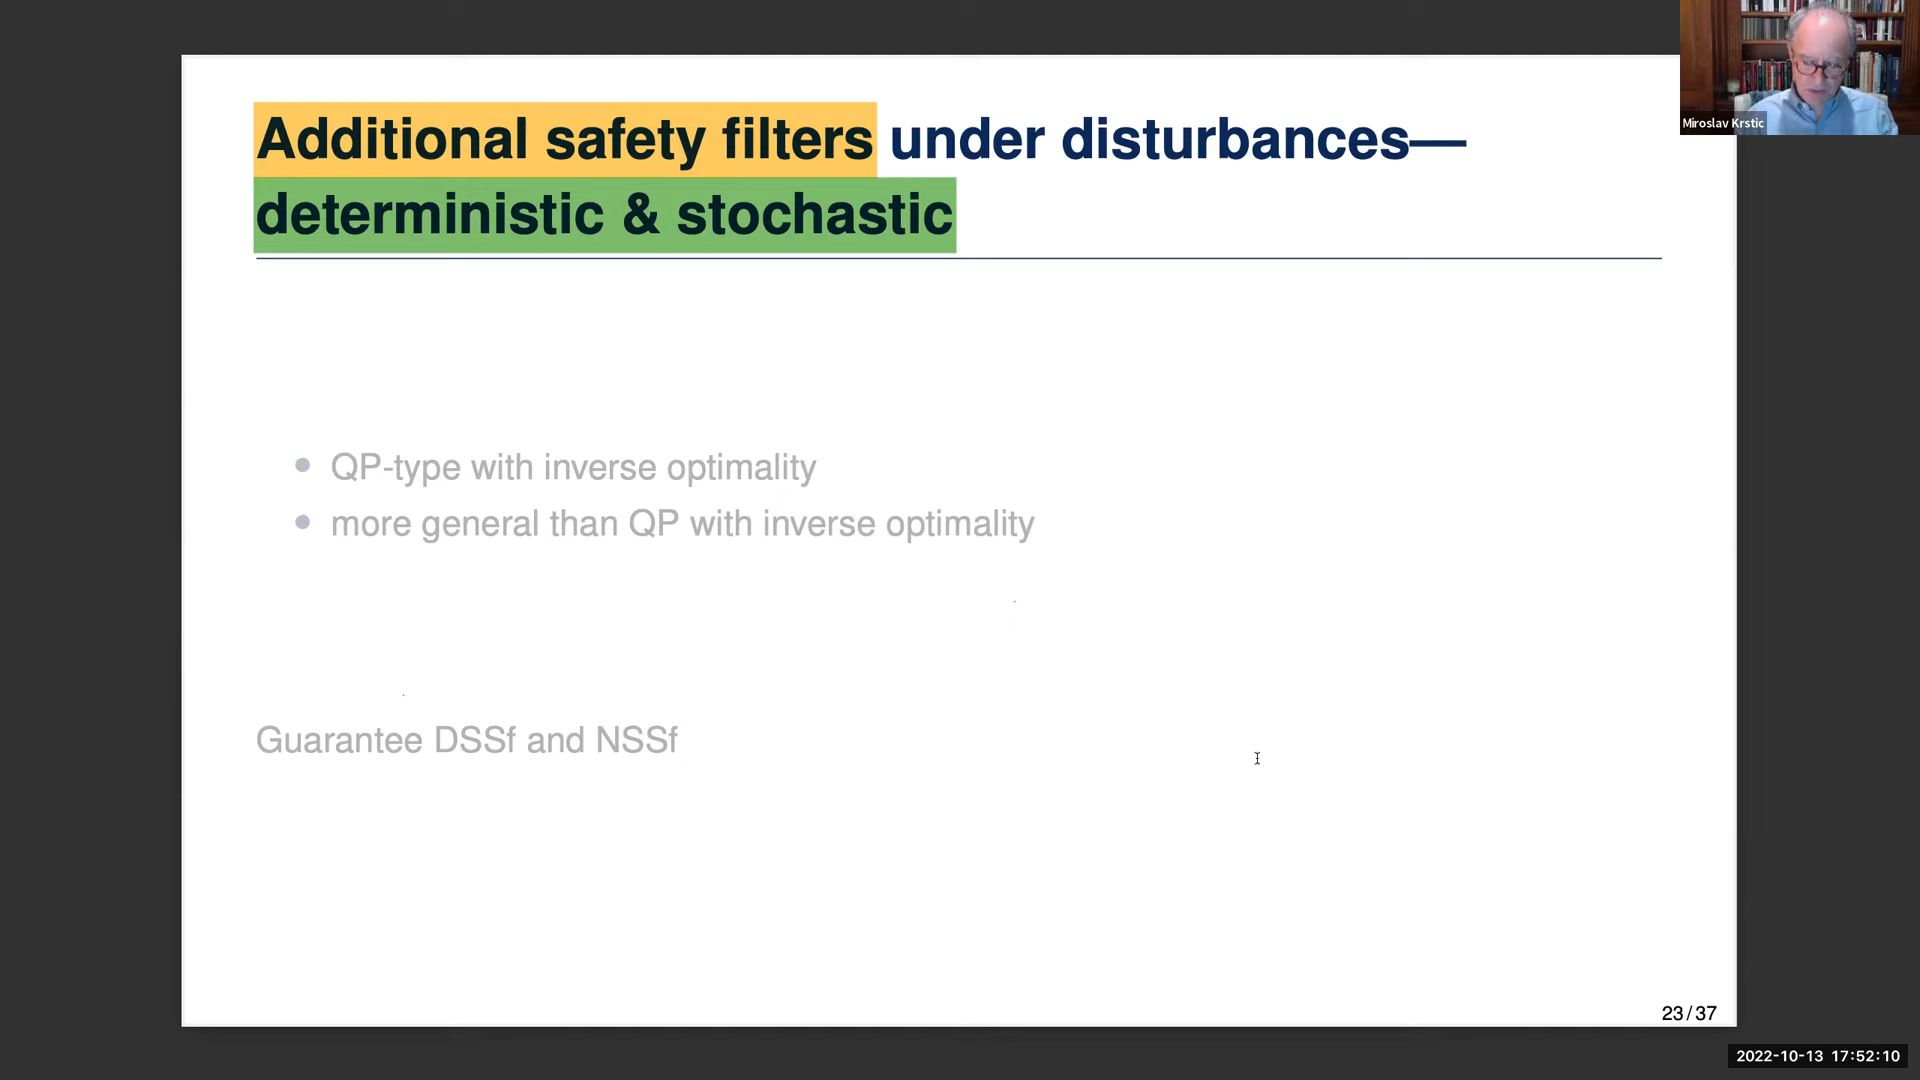 Miroslav Krstic
Additional safety filters under disturbances—
deterministic & stochastic
• QP-type with inverse optimality
• more general than QP with inverse optimality
Guarantee DSSf and NSSf
23/37
2022-10-13 17:52:10